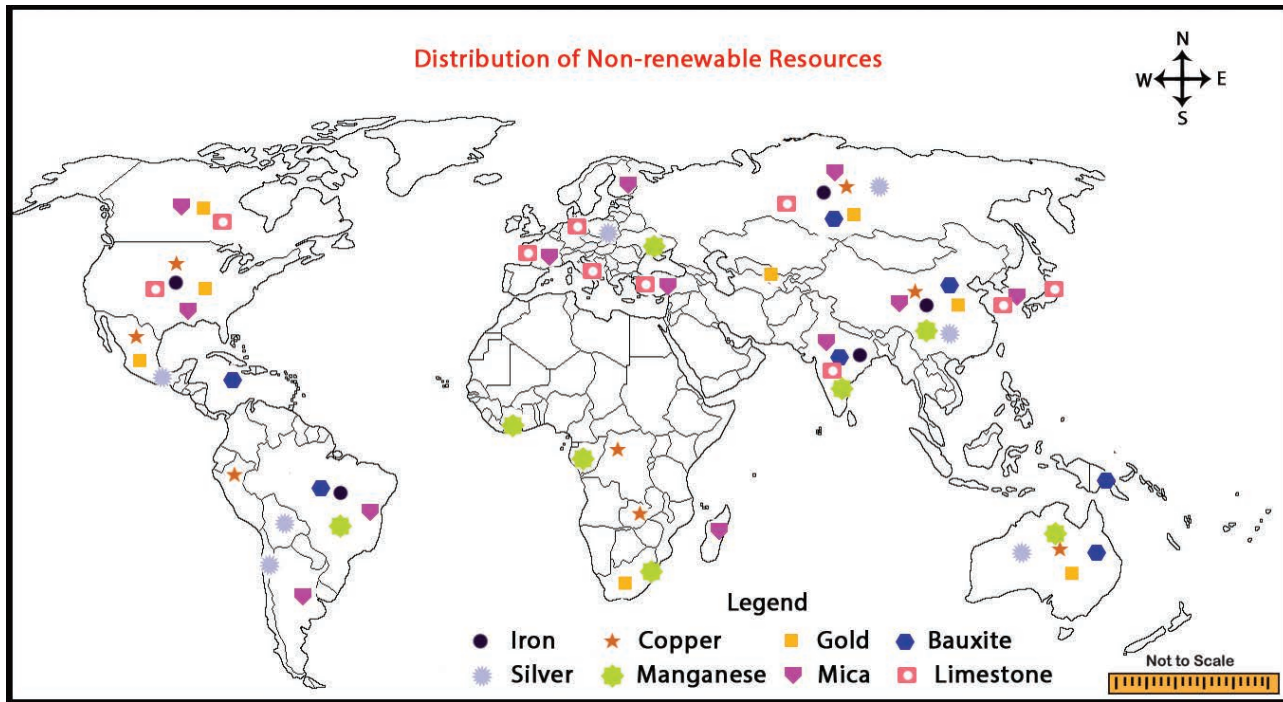 Distribution of Non-renewable Resources
N
W E
S
Legend
Iron Copper Gold Bauxite
Silver Manganese Mica Limestone
Not to Scale